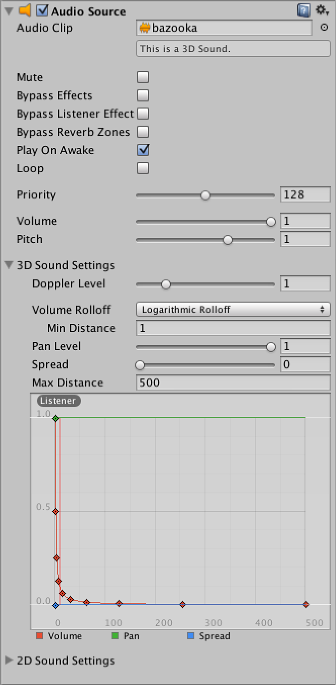 Audio Source
Audio Clip bazooka
This is a 3D Sound.
Mute
Bypass Effects
Bypass Listener Effect
Bypass Reverb Zones
Play On Awake
Loop
Priority 128
Volume 1
Pitch 1
3D Sound Settings
Doppler Level 1
Volume Rolloff Logarithmic Rolloff
Min Distance 1
Pan Level 1
Spread 0
Max Distance 500
Listener
1.0
0.5
0.0
0 100 200 300 400 500
Volume Pan Spread
2D Sound Settings